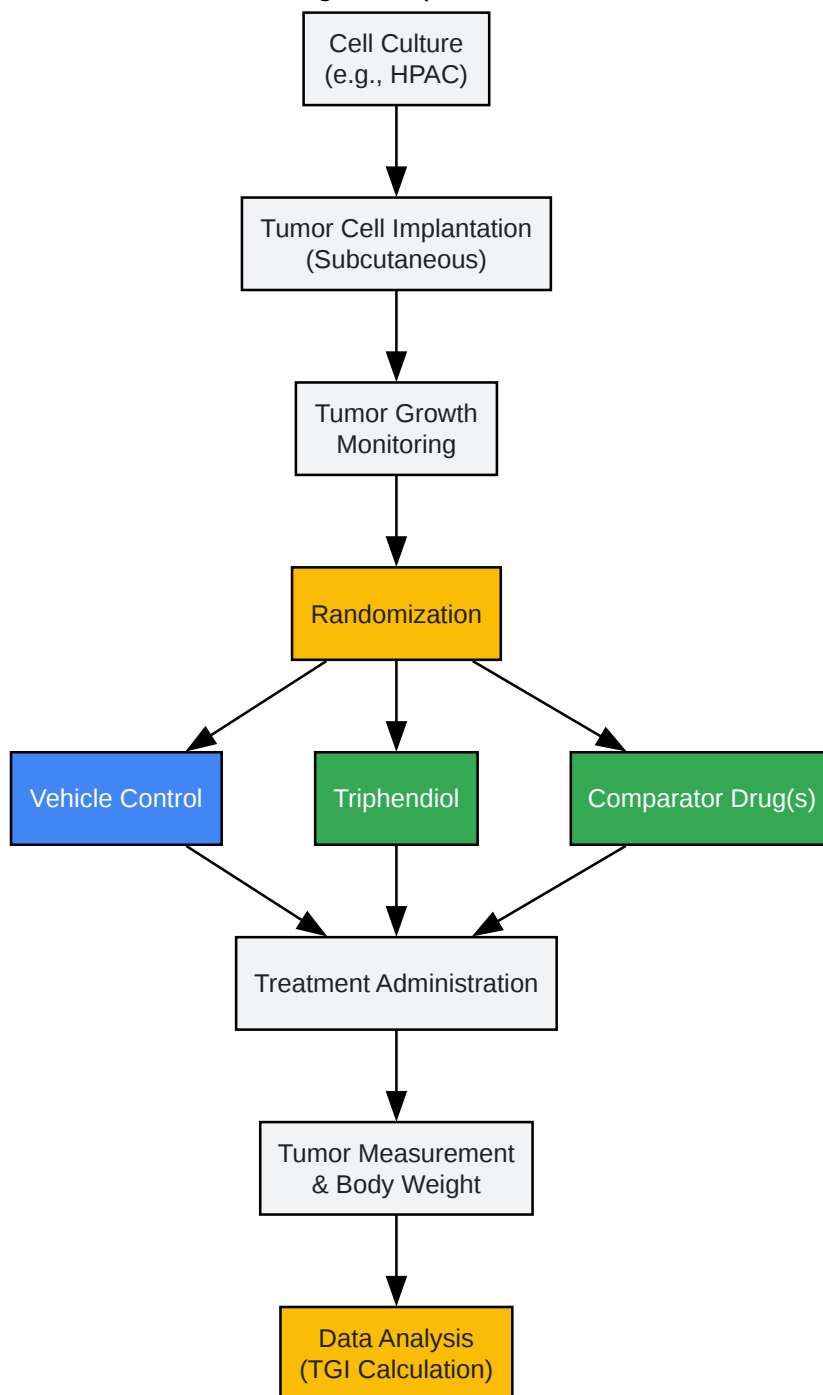 Cell Culture
(e.g., HPAC)
Tumor Cell Implantation
(Subcutaneous)
Tumor Growth
Monitoring
Randomization
Vehicle Control
Triphendiol
Comparator Drug(s)
Treatment Administration
Tumor Measurement
& Body Weight
Data Analysis
(TGI Calculation)